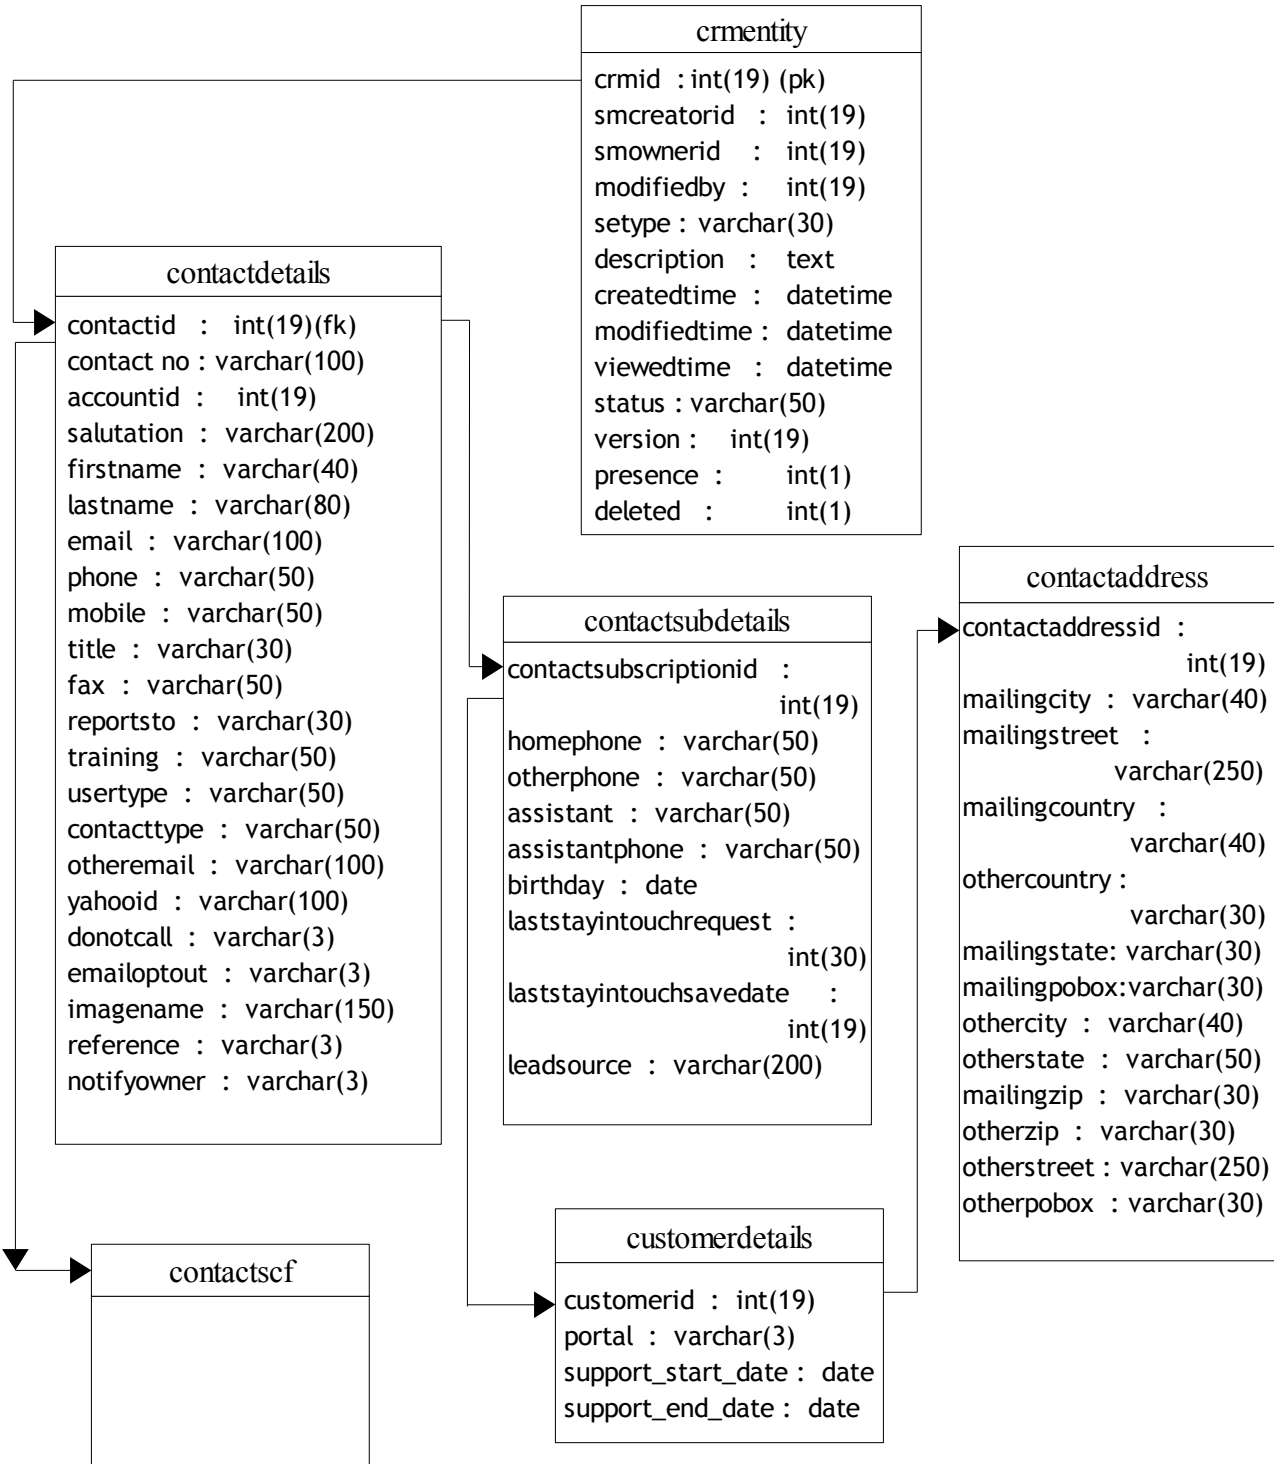 crmentity
crmid : int(19) (pk)
smcreatorid : int(19)
smownerid : int(19)
modifiedby : int(19)
setype : varchar(30)
description : text
createdtime : datetime
modifiedtime : datetime
viewedtime : datetime
status : varchar(50)
version : int(19)
presence : int(1)
deleted : int(1)
contactdetails
contactid : int(19)(fk)
contact no : varchar(100)
accountid : int(19)
salutation : varchar(200)
firstname : varchar(40)
lastname : varchar(80)
email : varchar(100)
phone : varchar(50)
mobile : varchar(50)
title : varchar(30)
fax : varchar(50)
reportsto : varchar(30)
training : varchar(50)
usertype : varchar(50)
contacttype : varchar(50)
otheremail : varchar(100)
yahooid : varchar(100)
donotcall : varchar(3)
emailoptout : varchar(3)
imagename : varchar(150)
reference : varchar(3)
notifyowner : varchar(3)
contactsubdetails
contactsubscriptionid :
int(19)
homephone : varchar(50)
otherphone : varchar(50)
assistant : varchar(50)
assistantphone : varchar(50)
birthday : date
laststayintouchrequest :
int(30)
laststayintouchsavedate :
int(19)
leadsource : varchar(200)
contactaddress
contactaddressid :
int(19)
mailingcity : varchar(40)
mailingstreet :
varchar(250)
mailingcountry :
varchar(40)
othercountry :
varchar(30)
mailingstate: varchar(30)
mailingpobox:varchar(30)
othercity : varchar(40)
otherstate : varchar(50)
mailingzip : varchar(30)
otherzip : varchar(30)
otherstreet : varchar(250)
otherpobox : varchar(30)
contactscf
customerdetails
customerid : int(19)
portal : varchar(3)
support_start_date : date
support_end_date : date